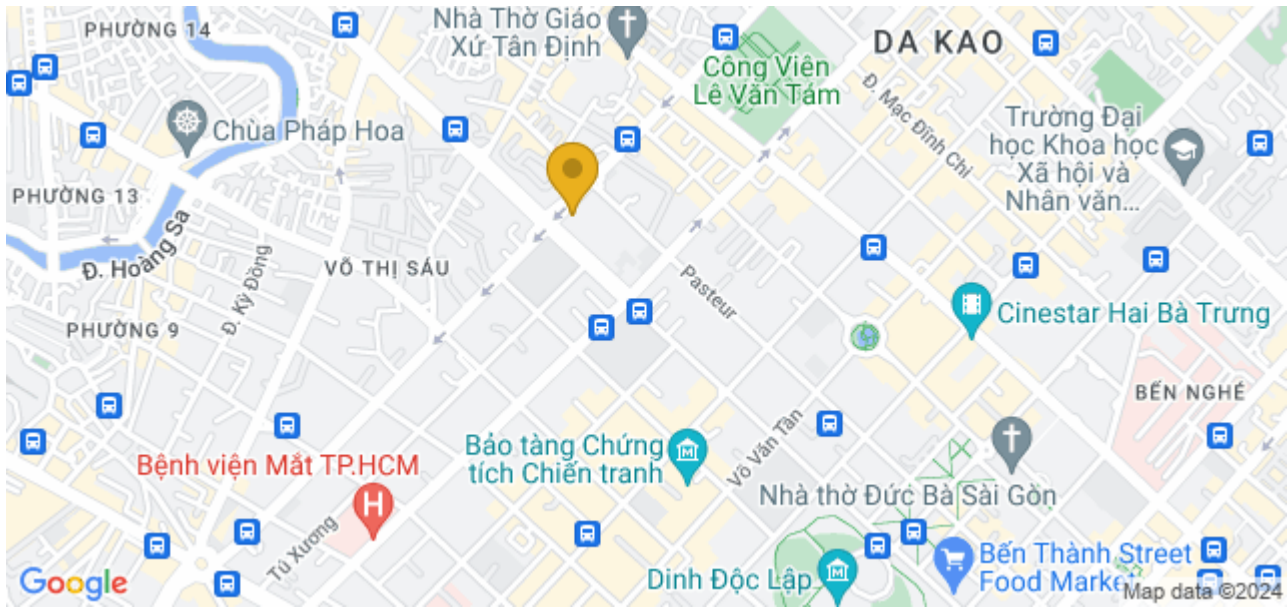 PHƯỜNG 14
Nhà Thờ Giáo
Xứ Tân Định
DA KAO
Công Viên
Lê Văn Tám
Đ. Mạc Đĩnh Chi
Trường Đại
học Khoa học
Xã hội và
Nhân văn...
Chùa Pháp Hoa
PHƯỜNG 13
Đ. Hoàng Sa
Đ. Kỳ Đồng
VÕ THỊ SÁU
Pasteur
PHƯỜNG 9
Cinestar Hai Bà Trưng
BẾN NGHÉ
Bảo tàng Chứng
tích Chiến tranh
Võ Văn Tần
Bệnh viện Mắt TP.HCM
H
Nhà thờ Đức Bà Sài Gòn
Tú Xương
Dinh Độc Lập
Bến Thành Street
Food Market
Google
Map data ©2024